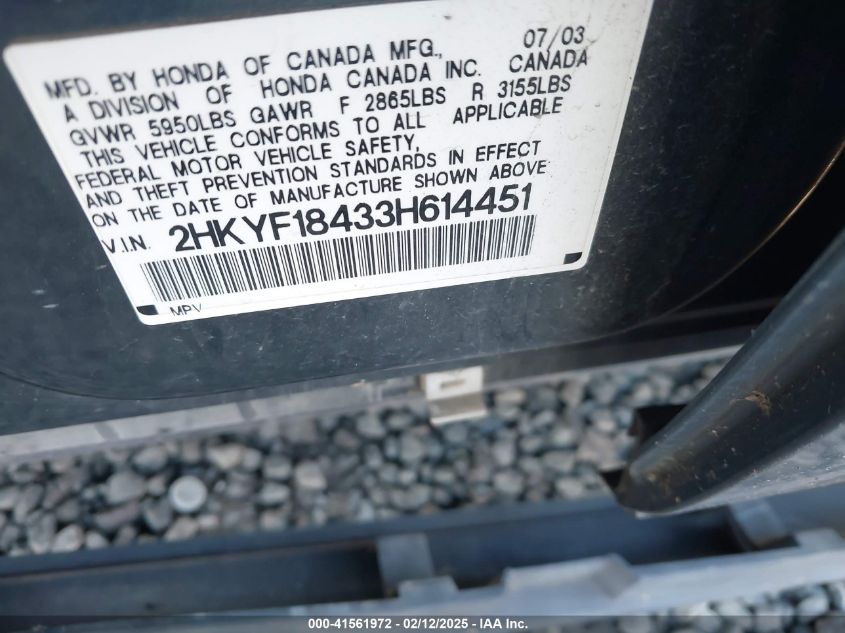 MFD. BY HONDA OF CANADA MFG., 07/03
A DIVISION OF HONDA CANADA INC. CANADA
GVWR 5950LBS GAWR F 2865LBS R 3155LBS
THIS VEHICLE CONFORMS TO ALL APPLICABLE
FEDERAL MOTOR VEHICLE SAFETY,
AND THEFT PREVENTION STANDARDS IN EFFECT
ON THE DATE OF MANUFACTURE SHOWN ABOVE
V.I.N. 2HKYF18433H614451
MPV
000-41561972 - 02/12/2025 - IAA Inc.